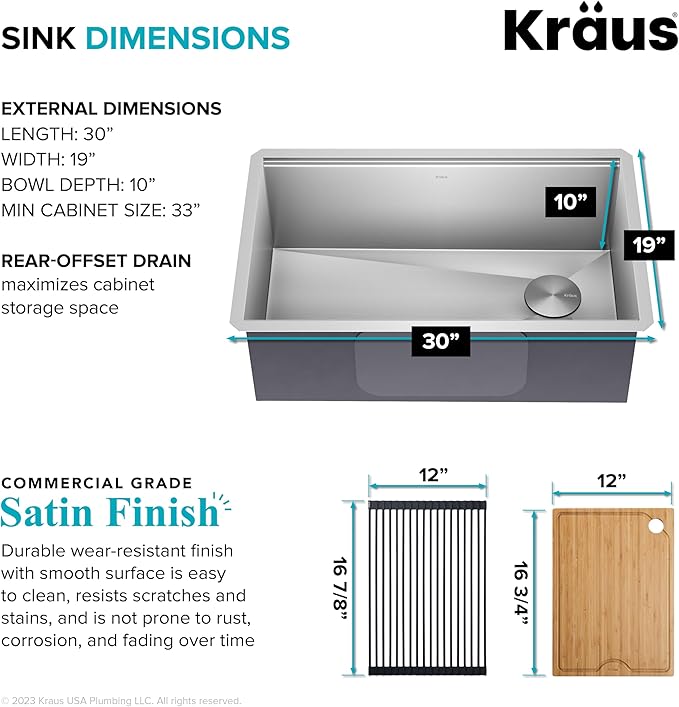 SINK DIMENSIONS
Kräus®
EXTERNAL DIMENSIONS
LENGTH: 30”
WIDTH: 19”
BOWL DEPTH: 10”
MIN CABINET SIZE: 33”
REAR-OFFSET DRAIN
maximizes cabinet
storage space
KRAUS
10”
19”
Kräus
30”
COMMERCIAL GRADE
Satin Finish
Durable wear-resistant finish
with smooth surface is easy
to clean, resists scratches and
stains, and is not prone to rust,
corrosion, and fading over time
12”
16 7/8”
12”
16 3/4”
© 2023 Kraus USA Plumbing LLC. All rights reserved.